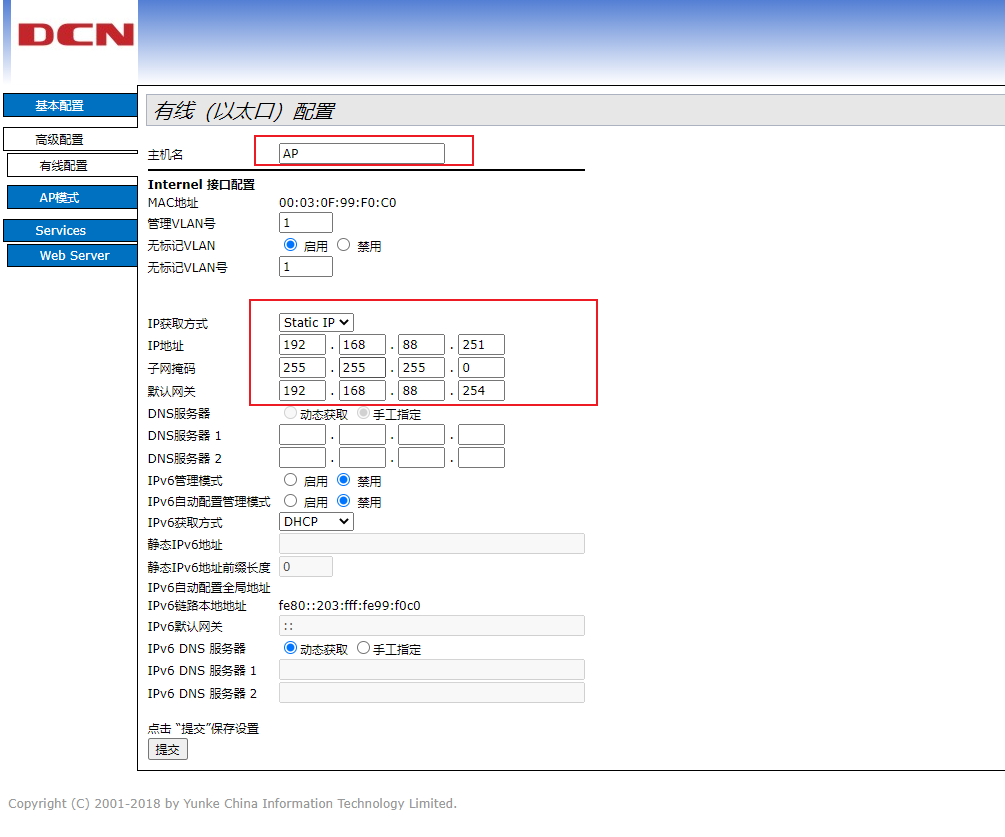 DCN
基本配置
高级配置
有线配置
AP模式
Services
Web Server
有线（以太口）配置
主机名 AP
Internet 接口配置
MAC地址 00:03:0F:99:F0:C0
管理VLAN号 1
无标记VLAN 启用 禁用
无标记VLAN号 1
IP获取方式 Static IP
IP地址 192 . 168 . 88 . 251
子网掩码 255 . 255 . 255 . 0
默认网关 192 . 168 . 88 . 254
DNS服务器 动态获取 手工指定
DNS服务器 1 . . .
DNS服务器 2 . . .
IPv6管理模式 启用 禁用
IPv6自动配置管理模式 启用 禁用
IPv6获取方式 DHCP
静态IPv6地址
静态IPv6地址前缀长度 0
IPv6自动配置全局地址
IPv6链路本地地址 fe80::203:fff:fe99:f0c0
IPv6默认网关 ::
IPv6 DNS 服务器 动态获取 手工指定
IPv6 DNS 服务器 1
IPv6 DNS 服务器 2
点击 “提交”保存设置
提交
Copyright (C) 2001-2018 by Yunke China Information Technology Limited.